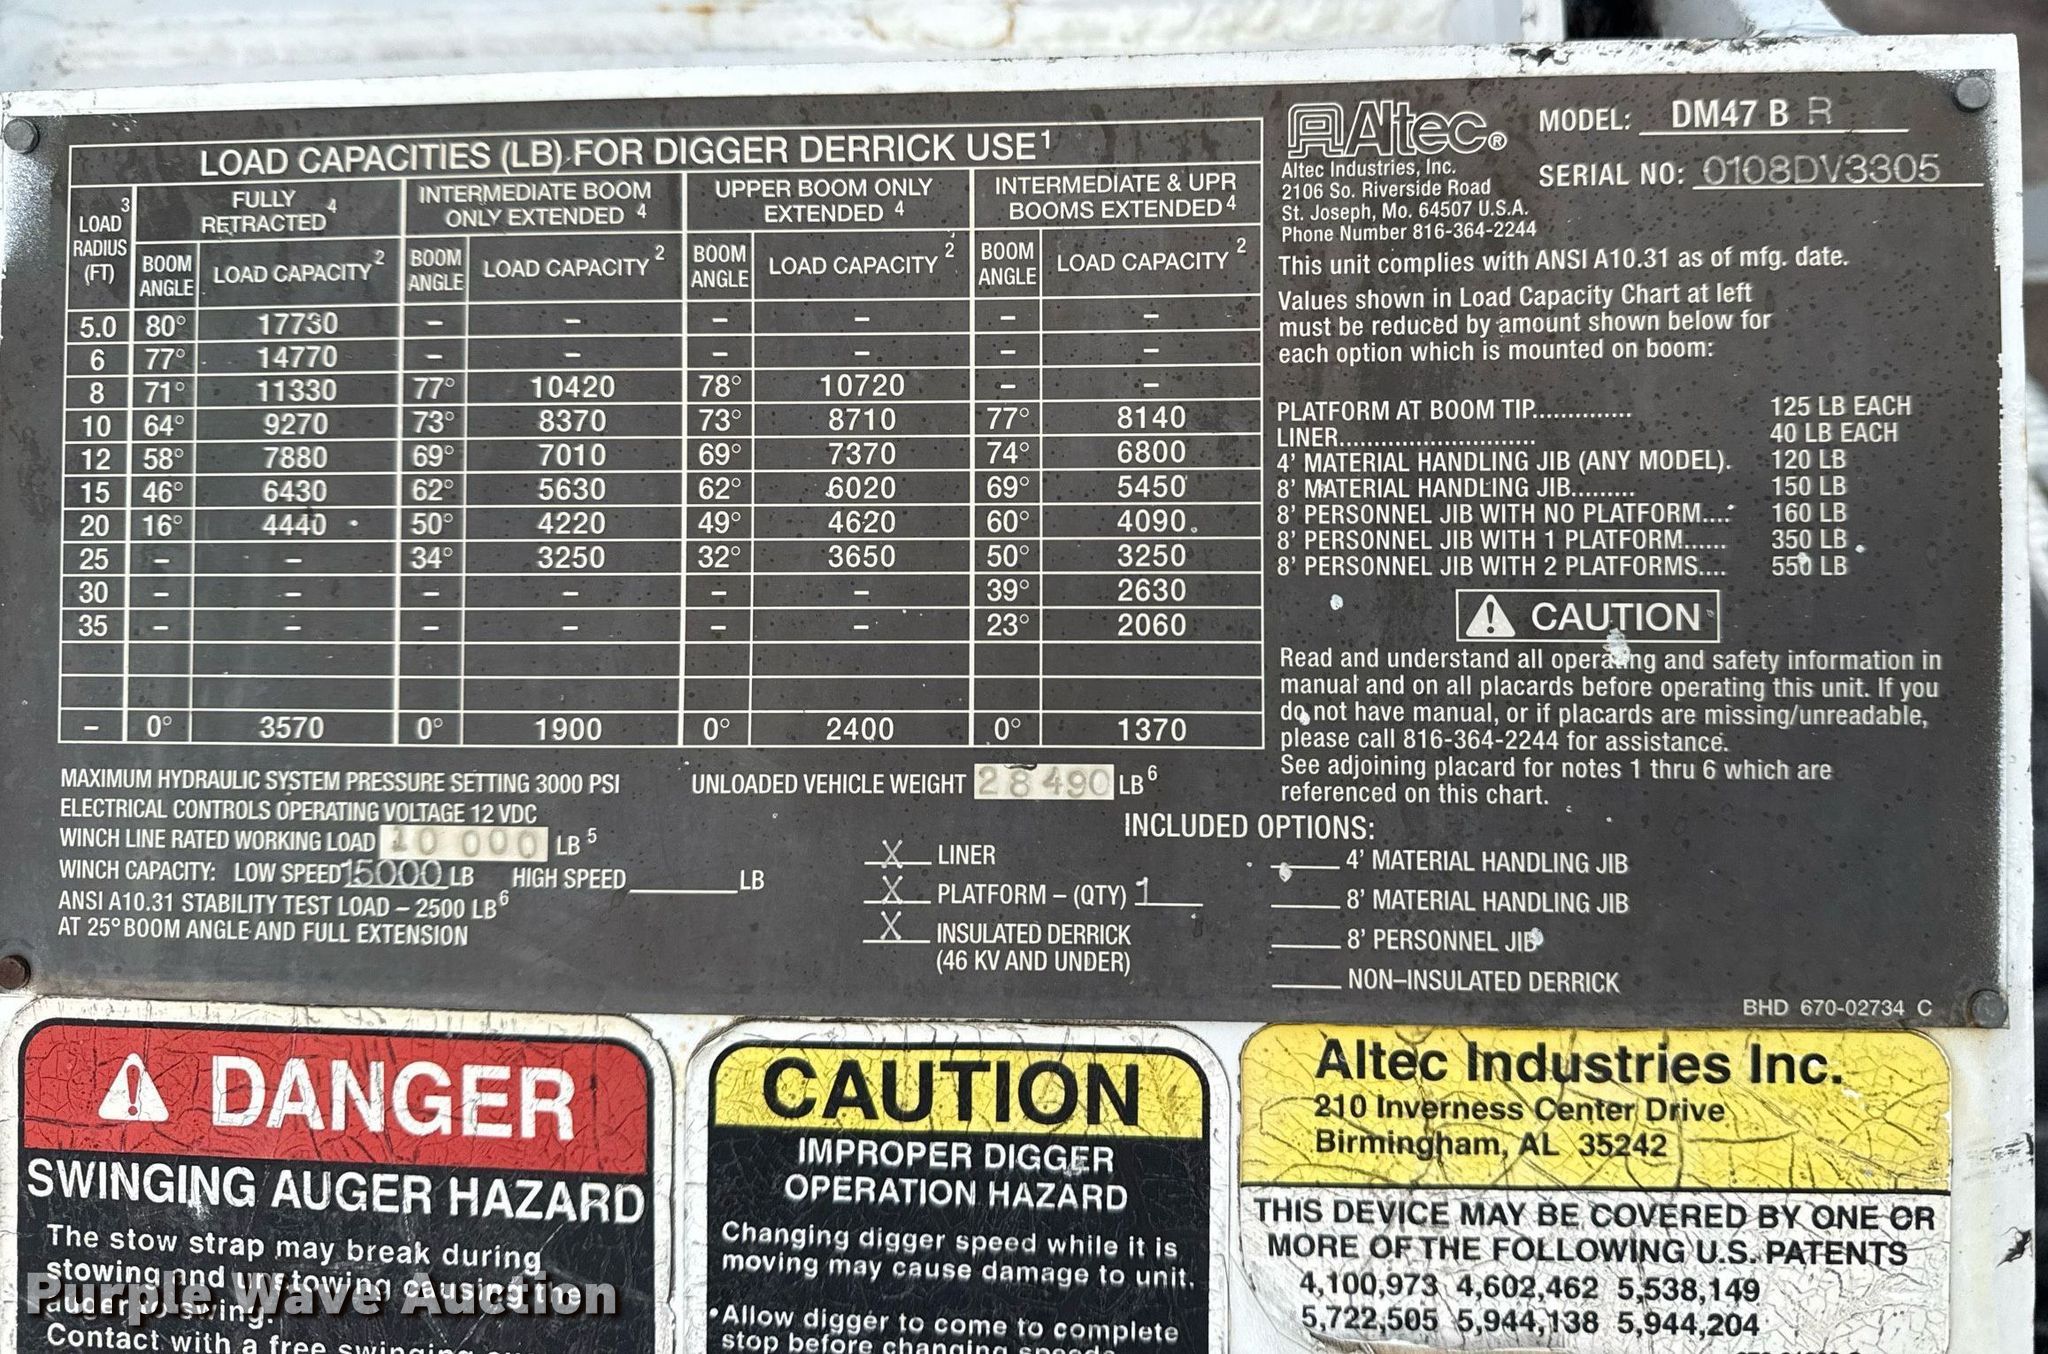 LOAD CAPACITIES (LB) FOR DIGGER DERRICK USE 1
LOAD 3 RADIUS (FT) | FULLY RETRACTED 4 | INTERMEDIATE BOOM ONLY EXTENDED 4 | UPPER BOOM ONLY EXTENDED 4 | INTERMEDIATE & UPR BOOMS EXTENDED 4
BOOM ANGLE | LOAD CAPACITY 2 | BOOM ANGLE | LOAD CAPACITY 2 | BOOM ANGLE | LOAD CAPACITY 2 | BOOM ANGLE | LOAD CAPACITY 2
5.0 80° 17730 – – – – – –
6 77° 14770 – – – – – –
8 71° 11330 77° 10420 78° 10720 – –
10 64° 9270 73° 8370 73° 8710 77° 8140
12 58° 7880 69° 7010 69° 7370 74° 6800
15 46° 6430 62° 5630 62° 6020 69° 5450
20 16° 4440 50° 4220 49° 4620 60° 4090
25 – – 34° 3250 32° 3650 50° 3250
30 – – – – – – 39° 2630
35 – – – – – – 23° 2060
– 0° 3570 0° 1900 0° 2400 0° 1370
MAXIMUM HYDRAULIC SYSTEM PRESSURE SETTING 3000 PSI
ELECTRICAL CONTROLS OPERATING VOLTAGE 12 VDC
WINCH LINE RATED WORKING LOAD 10 000 LB 5
WINCH CAPACITY: LOW SPEED 15000 LB HIGH SPEED ______ LB
ANSI A10.31 STABILITY TEST LOAD – 2500 LB 6
AT 25° BOOM ANGLE AND FULL EXTENSION
UNLOADED VEHICLE WEIGHT 28490 LB 6
Altec®
Altec Industries, Inc.
2106 So. Riverside Road
St. Joseph, Mo. 64507 U.S.A.
Phone Number 816-364-2244
MODEL: DM47 B R
SERIAL NO: 0108DV3305
This unit complies with ANSI A10.31 as of mfg. date.
Values shown in Load Capacity Chart at left
must be reduced by amount shown below for
each option which is mounted on boom:
PLATFORM AT BOOM TIP.............. 125 LB EACH
LINER............................ 40 LB EACH
4' MATERIAL HANDLING JIB (ANY MODEL). 120 LB
8' MATERIAL HANDLING JIB......... 150 LB
8' PERSONNEL JIB WITH NO PLATFORM.... 160 LB
8' PERSONNEL JIB WITH 1 PLATFORM...... 350 LB
8' PERSONNEL JIB WITH 2 PLATFORMS.... 550 LB
CAUTION
Read and understand all operating and safety information in
manual and on all placards before operating this unit. If you
do not have manual, or if placards are missing/unreadable,
please call 816-364-2244 for assistance.
See adjoining placard for notes 1 thru 6 which are
referenced on this chart.
INCLUDED OPTIONS:
X LINER
X PLATFORM – (QTY) 1
X INSULATED DERRICK
(46 KV AND UNDER)
4' MATERIAL HANDLING JIB
8' MATERIAL HANDLING JIB
8' PERSONNEL JIB
NON–INSULATED DERRICK
BHD 670-02734 C
DANGER
SWINGING AUGER HAZARD
The stow strap may break during
stowing and unstowing causing the
auger to swing.
Contact with a free swinging
CAUTION
IMPROPER DIGGER
OPERATION HAZARD
Changing digger speed while it is
moving may cause damage to unit.
•Allow digger to come to complete
stop before changing speeds.
Altec Industries Inc.
210 Inverness Center Drive
Birmingham, AL 35242
THIS DEVICE MAY BE COVERED BY ONE OR
MORE OF THE FOLLOWING U.S. PATENTS
4,100,973 4,602,462 5,538,149
5,722,505 5,944,138 5,944,204
Purple Wave Auction